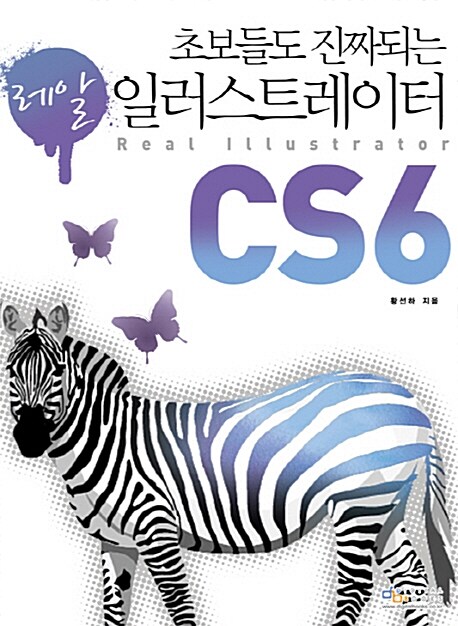 초보들도 진짜되는
레알
일러스트레이터
Real Illustrator
CS6
황선하 지음